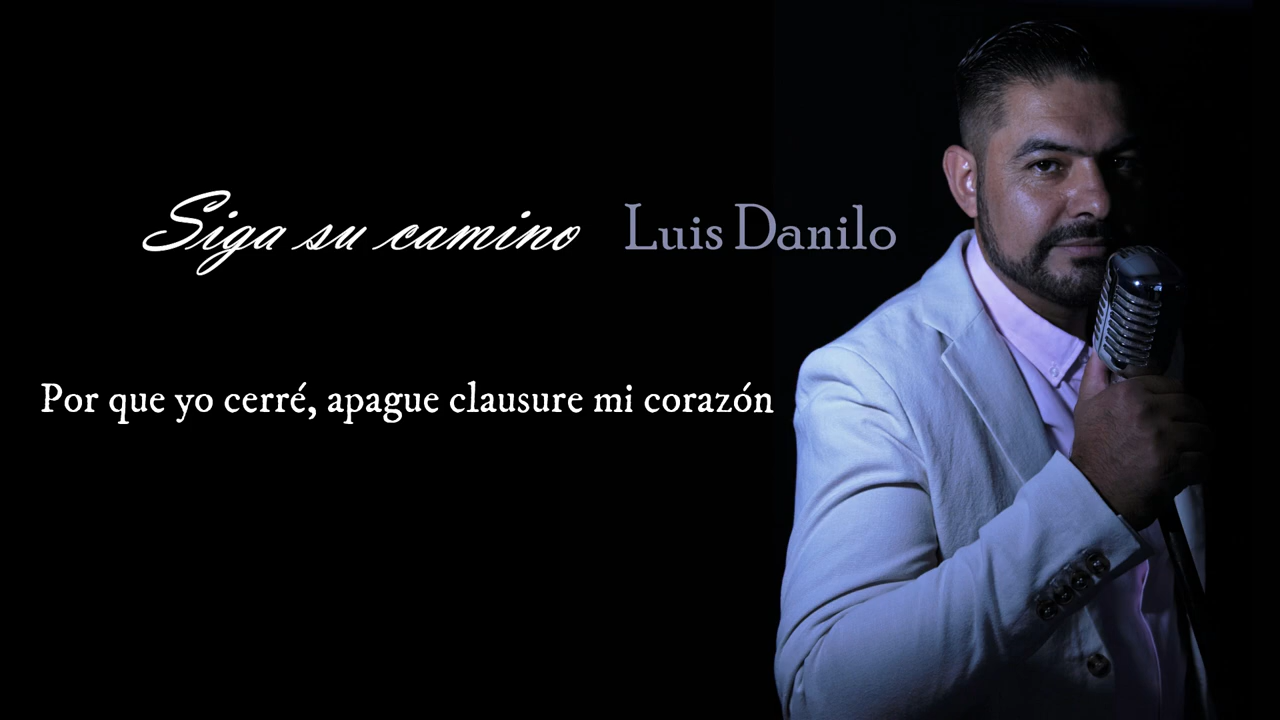 Siga su camino Luis Danilo
Por que yo cerré, apague clausure mi corazón